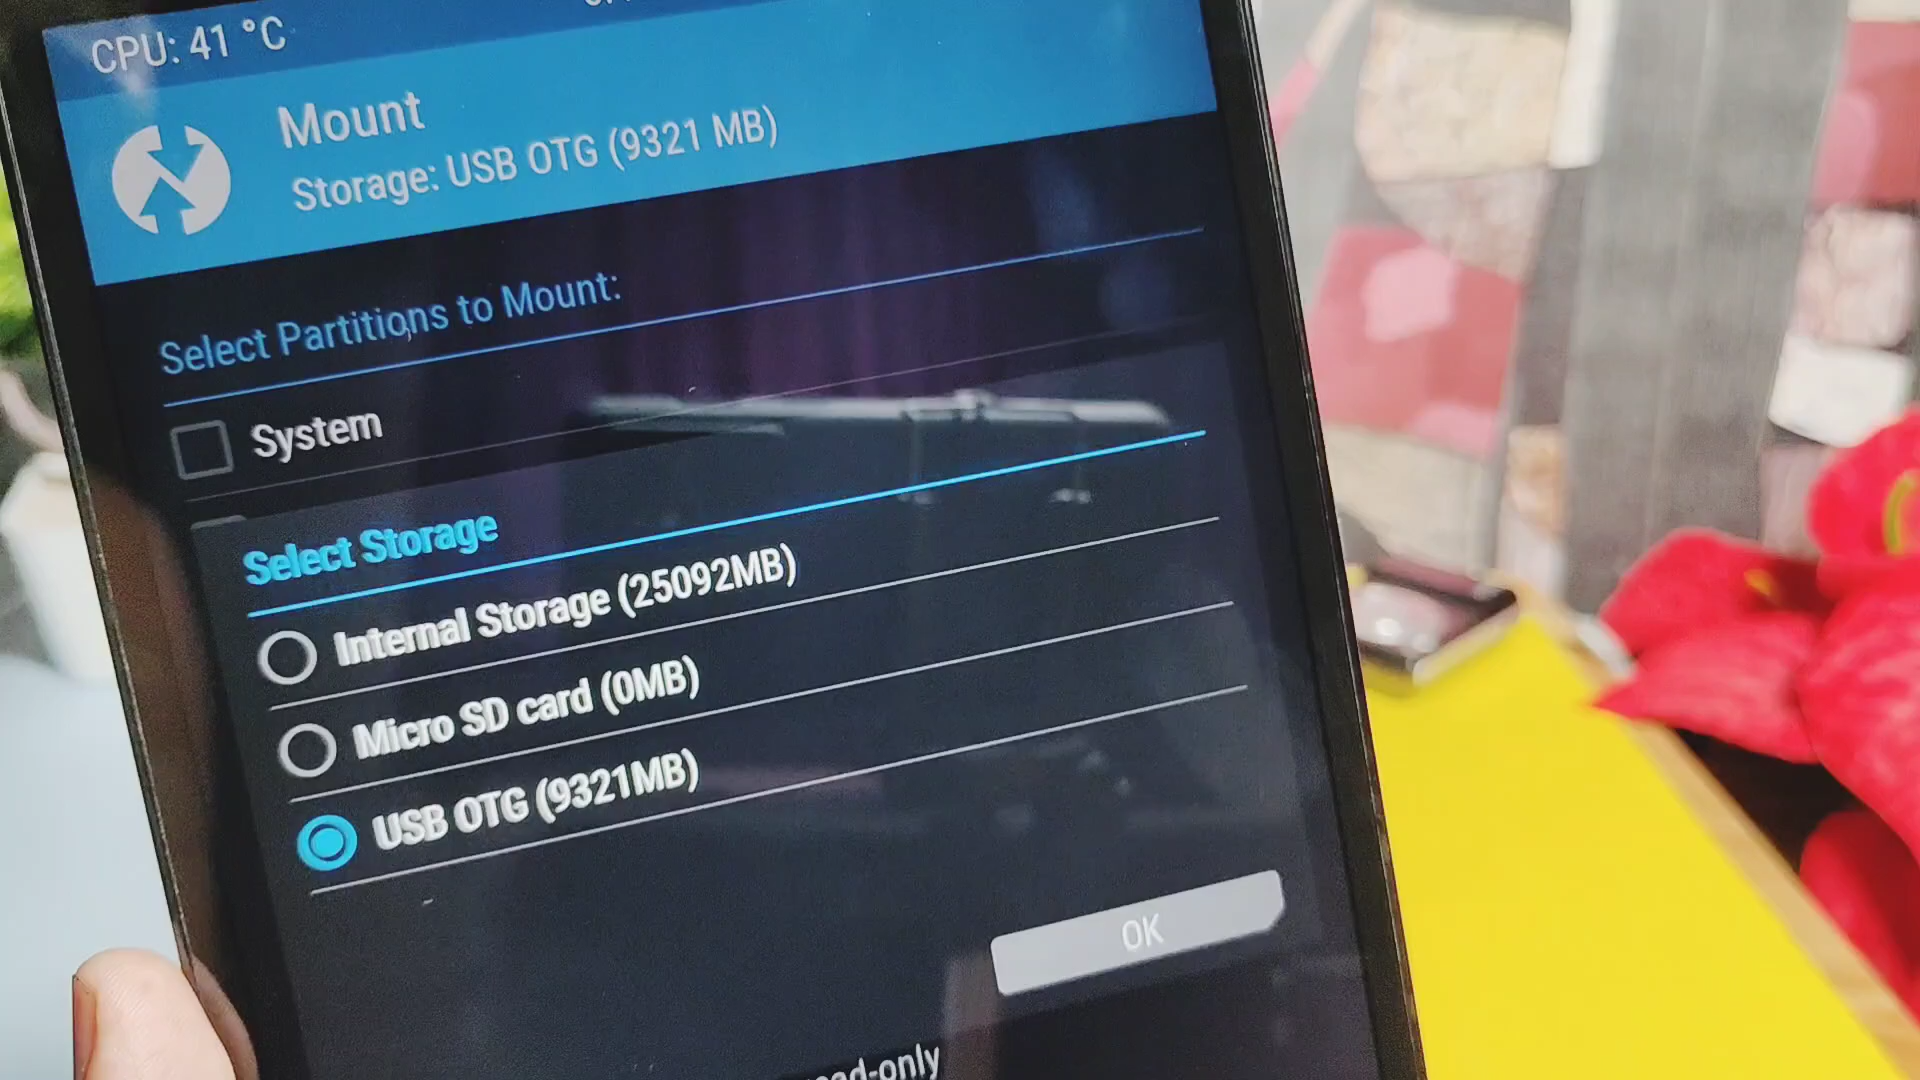 CPU: 41 °C
Mount
Storage: USB OTG (9321 MB)
Select Partitions to Mount:
System
Select Storage
Internal Storage (25092MB)
Micro SD card (0MB)
USB OTG (9321MB)
OK